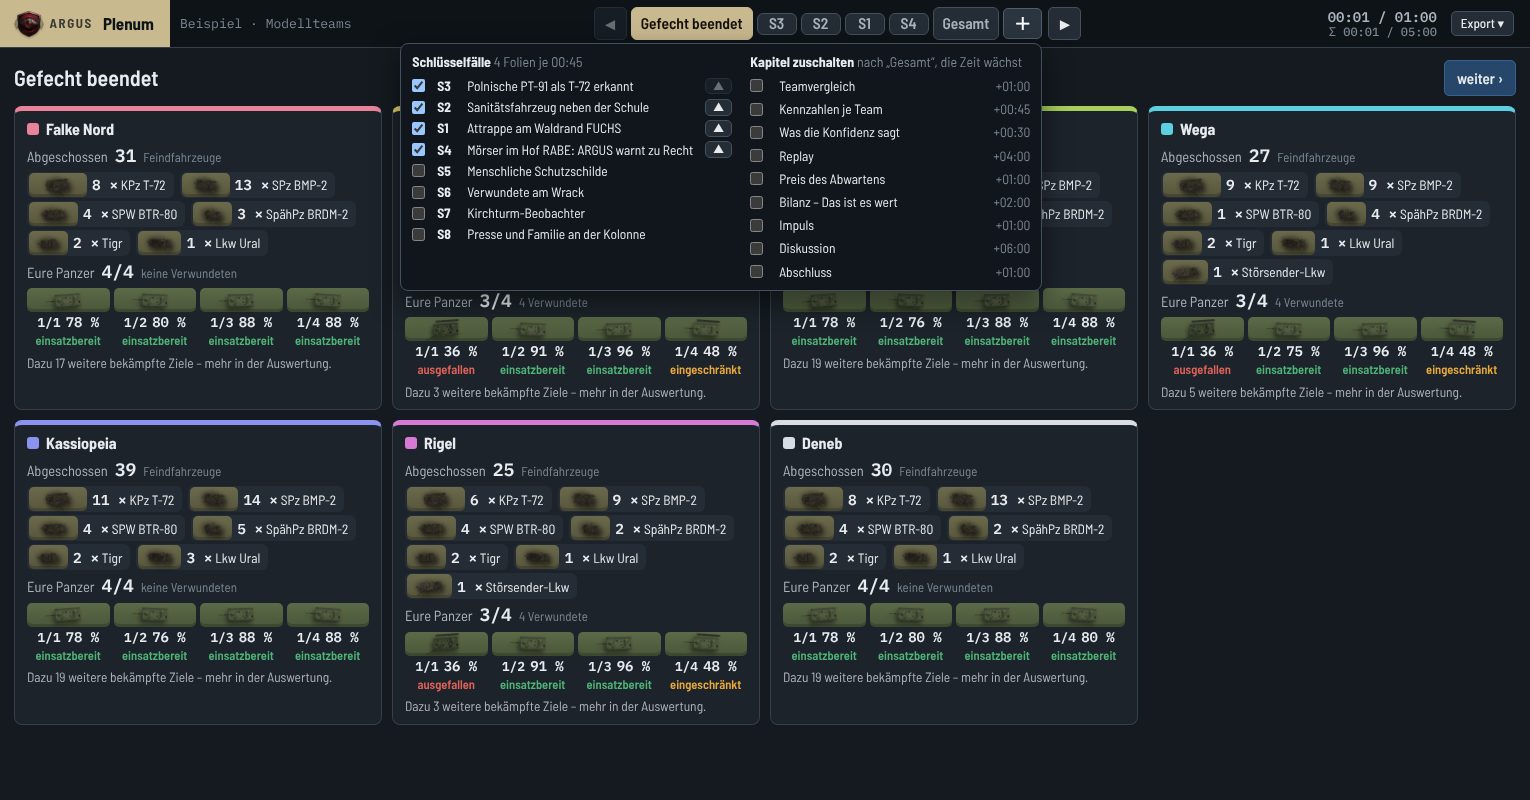 ARGUS Plenum Beispiel · Modellteams ◀ Gefecht beendet S3 S2 S1 S4 Gesamt + ▶ 00:01 / 01:00 Export ▾
Σ 00:01 / 05:00
Gefecht beendet
weiter ›
Schlüsselfälle 4 Folien je 00:45
S3 Polnische PT-91 als T-72 erkannt ▲
S2 Sanitätsfahrzeug neben der Schule ▲
S1 Attrappe am Waldrand FUCHS ▲
S4 Mörser im Hof RABE: ARGUS warnt zu Recht ▲
S5 Menschliche Schutzschilde
S6 Verwundete am Wrack
S7 Kirchturm-Beobachter
S8 Presse und Familie an der Kolonne
Kapitel zuschalten nach „Gesamt“, die Zeit wächst
Teamvergleich +01:00
Kennzahlen je Team +00:45
Was die Konfidenz sagt +00:30
Replay +04:00
Preis des Abwartens +01:00
Bilanz – Das ist es wert +02:00
Impuls +01:00
Diskussion +06:00
Abschluss +01:00
Falke Nord
Abgeschossen 31 Feindfahrzeuge
8 × KPz T-72 13 × SPz BMP-2
4 × SPW BTR-80 3 × SpähPz BRDM-2
2 × Tigr 1 × Lkw Ural
Eure Panzer 4/4 keine Verwundeten
1/1 78 % 1/2 80 % 1/3 88 % 1/4 88 %
einsatzbereit einsatzbereit einsatzbereit einsatzbereit
Dazu 17 weitere bekämpfte Ziele – mehr in der Auswertung.
Eure Panzer 3/4 4 Verwundete
1/1 36 % 1/2 91 % 1/3 96 % 1/4 48 %
ausgefallen einsatzbereit einsatzbereit eingeschränkt
Dazu 3 weitere bekämpfte Ziele – mehr in der Auswertung.
SPz BMP-2
BRDM-2
1/1 78 % 1/2 76 % 1/3 88 % 1/4 88 %
einsatzbereit einsatzbereit einsatzbereit einsatzbereit
Dazu 19 weitere bekämpfte Ziele – mehr in der Auswertung.
Wega
Abgeschossen 27 Feindfahrzeuge
9 × KPz T-72 9 × SPz BMP-2
1 × SPW BTR-80 4 × SpähPz BRDM-2
2 × Tigr 1 × Lkw Ural
1 × Störsender-Lkw
Eure Panzer 3/4 4 Verwundete
1/1 36 % 1/2 75 % 1/3 96 % 1/4 48 %
ausgefallen einsatzbereit einsatzbereit eingeschränkt
Dazu 5 weitere bekämpfte Ziele – mehr in der Auswertung.
Kassiopeia
Abgeschossen 39 Feindfahrzeuge
11 × KPz T-72 14 × SPz BMP-2
4 × SPW BTR-80 5 × SpähPz BRDM-2
2 × Tigr 3 × Lkw Ural
Eure Panzer 4/4 keine Verwundeten
1/1 78 % 1/2 76 % 1/3 88 % 1/4 88 %
einsatzbereit einsatzbereit einsatzbereit einsatzbereit
Dazu 19 weitere bekämpfte Ziele – mehr in der Auswertung.
Rigel
Abgeschossen 25 Feindfahrzeuge
6 × KPz T-72 9 × SPz BMP-2
4 × SPW BTR-80 2 × SpähPz BRDM-2
2 × Tigr 1 × Lkw Ural
1 × Störsender-Lkw
Eure Panzer 3/4 4 Verwundete
1/1 36 % 1/2 91 % 1/3 96 % 1/4 48 %
ausgefallen einsatzbereit einsatzbereit eingeschränkt
Dazu 3 weitere bekämpfte Ziele – mehr in der Auswertung.
Deneb
Abgeschossen 30 Feindfahrzeuge
8 × KPz T-72 13 × SPz BMP-2
4 × SPW BTR-80 2 × SpähPz BRDM-2
2 × Tigr 1 × Lkw Ural
Eure Panzer 4/4 keine Verwundeten
1/1 78 % 1/2 80 % 1/3 88 % 1/4 80 %
einsatzbereit einsatzbereit einsatzbereit einsatzbereit
Dazu 19 weitere bekämpfte Ziele – mehr in der Auswertung.